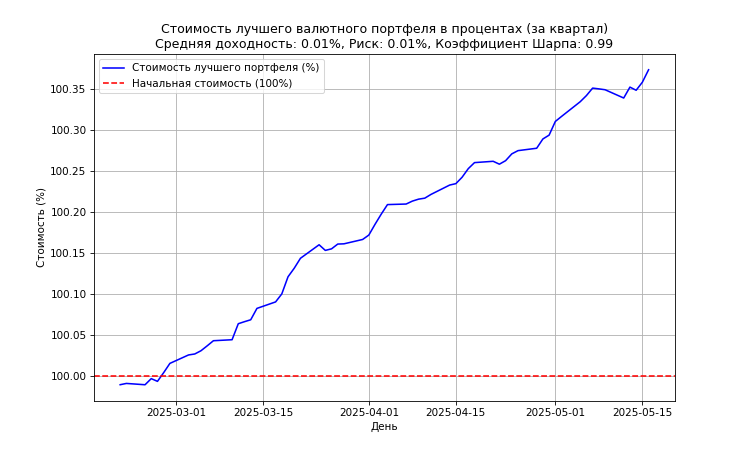 Стоимость лучшего валютного портфеля в процентах (за квартал)
Средняя доходность: 0.01%, Риск: 0.01%, Коэффициент Шарпа: 0.99
Стоимость лучшего портфеля (%)
Начальная стоимость (100%)
Стоимость (%)
100.35
100.30
100.25
100.20
100.15
100.10
100.05
100.00
2025-03-01 2025-03-15 2025-04-01 2025-04-15 2025-05-01 2025-05-15
День